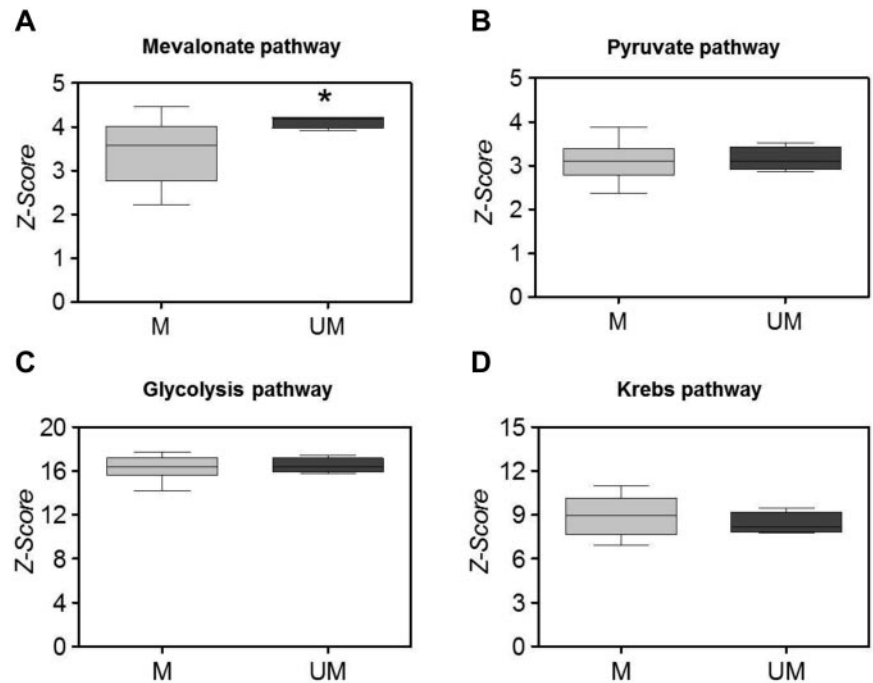 A
Mevalonate pathway
Z-Score
5
4
3
2
1
0
*
M
UM
B
Pyruvate pathway
Z-Score
5
4
3
2
1
0
M
UM
C
Glycolysis pathway
Z-Score
20
16
12
8
4
0
M
UM
D
Krebs pathway
Z-Score
15
12
9
6
3
0
M
UM